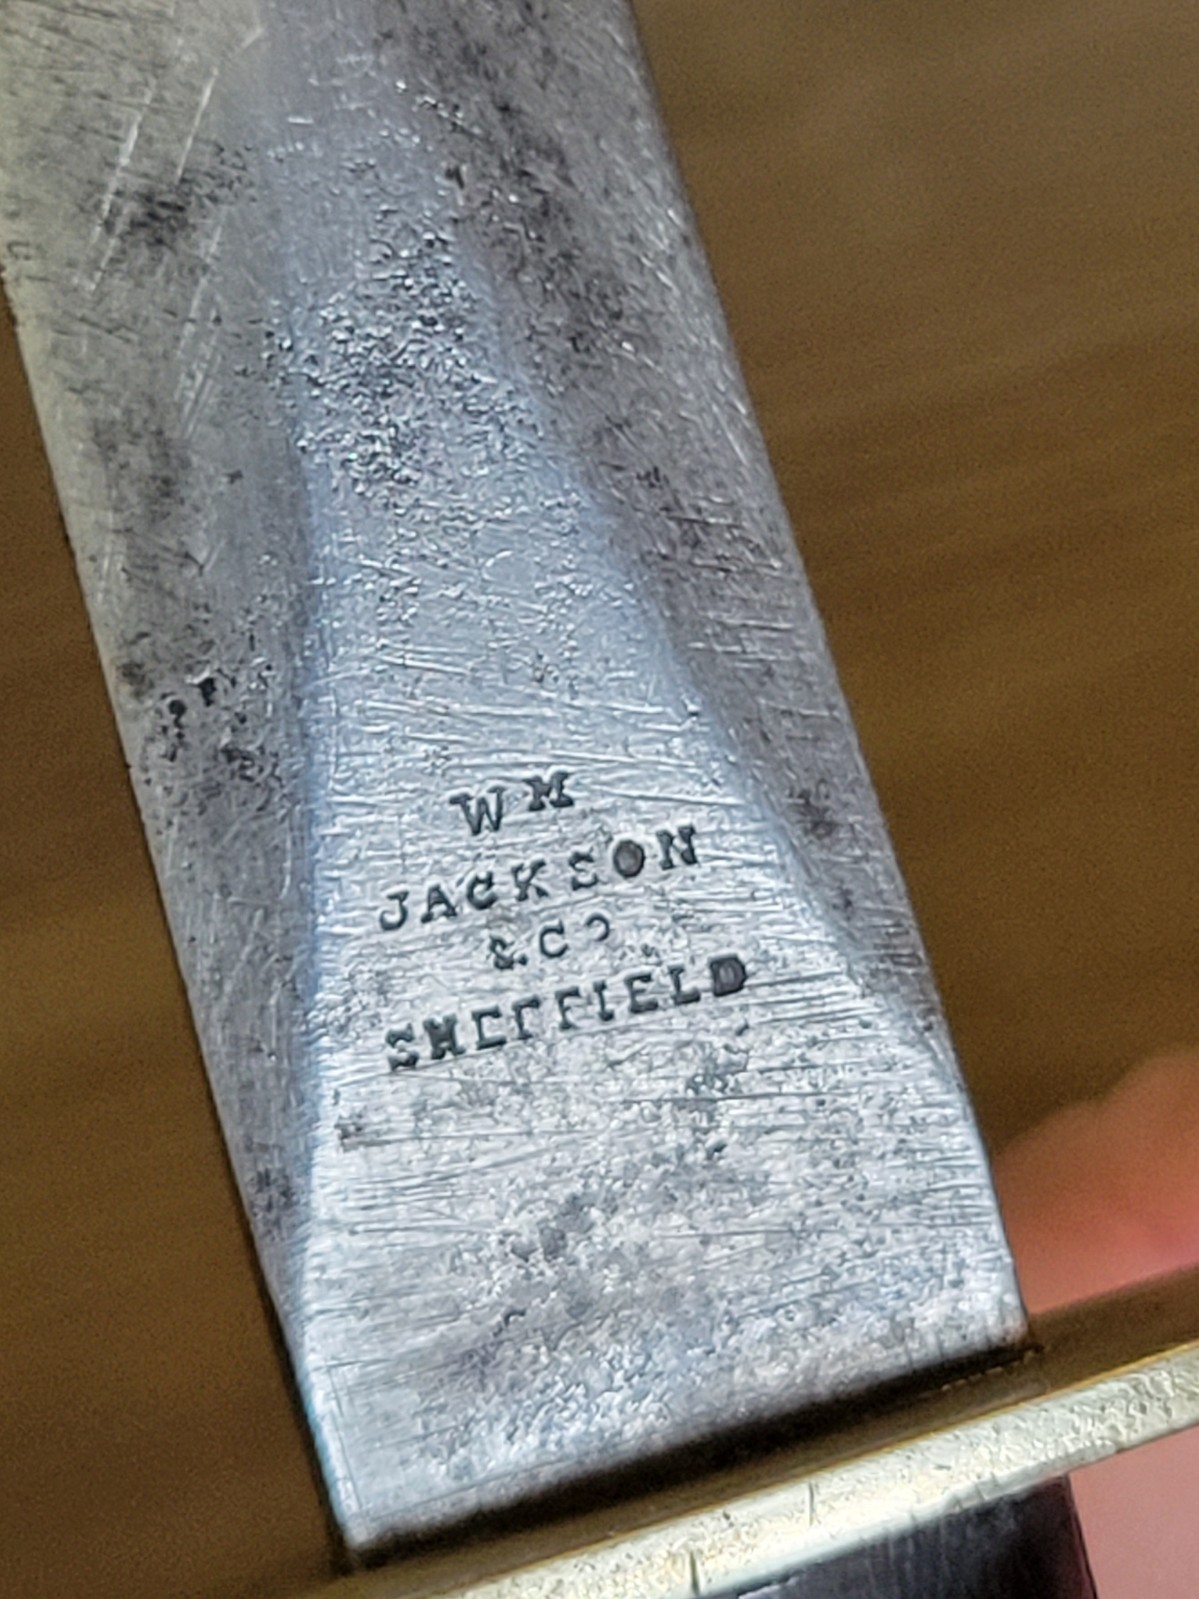 WM
JACKSON
& CO
SHEFFIELD